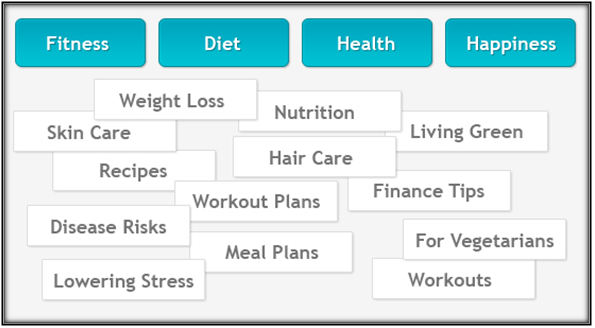 Fitness
Diet
Health
Happiness
Weight Loss
Nutrition
Skin Care
Living Green
Hair Care
Recipes
Finance Tips
Workout Plans
Disease Risks
For Vegetarians
Meal Plans
Lowering Stress
Workouts